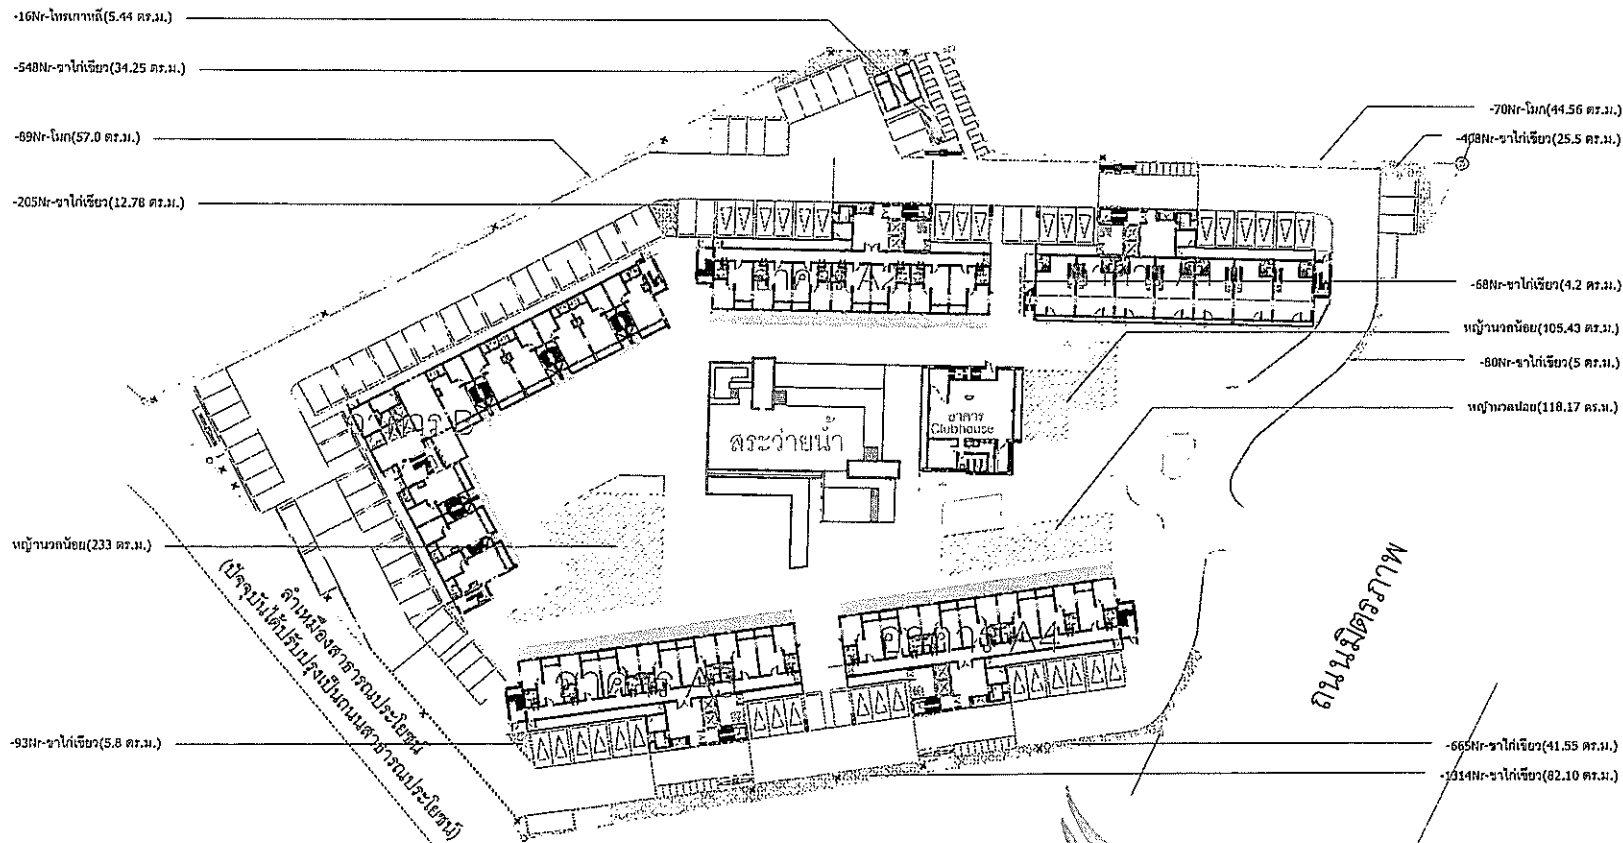 -16Nr-ไทรเกาหลี(5.44 ตร.ม.)
-548Nr-ขาไก่เขียว(34.25 ตร.ม.)
-89Nr-โมก(57.0 ตร.ม.)
-205Nr-ขาไก่เขียว(12.78 ตร.ม.)
หญ้านวลน้อย(233 ตร.ม.)
-93Nr-ขาไก่เขียว(5.8 ตร.ม.)
-70Nr-โมก(44.56 ตร.ม.)
-408Nr-ขาไก่เขียว(25.5 ตร.ม.)
-68Nr-ขาไก่เขียว(4.2 ตร.ม.)
หญ้านวลน้อย(105.43 ตร.ม.)
-80Nr-ขาไก่เขียว(5 ตร.ม.)
หญ้านวลน้อย(118.17 ตร.ม.)
-665Nr-ขาไก่เขียว(41.55 ตร.ม.)
-1314Nr-ขาไก่เขียว(82.10 ตร.ม.)
สระว่ายน้ำ
อาคาร
Clubhouse
อาคาร A4
ถนนมิตรภาพ
ลำเหมืองสาธารณประโยชน์
(ปัจจุบันได้ปรับปรุงเป็นถนนสาธารณประโยชน์)